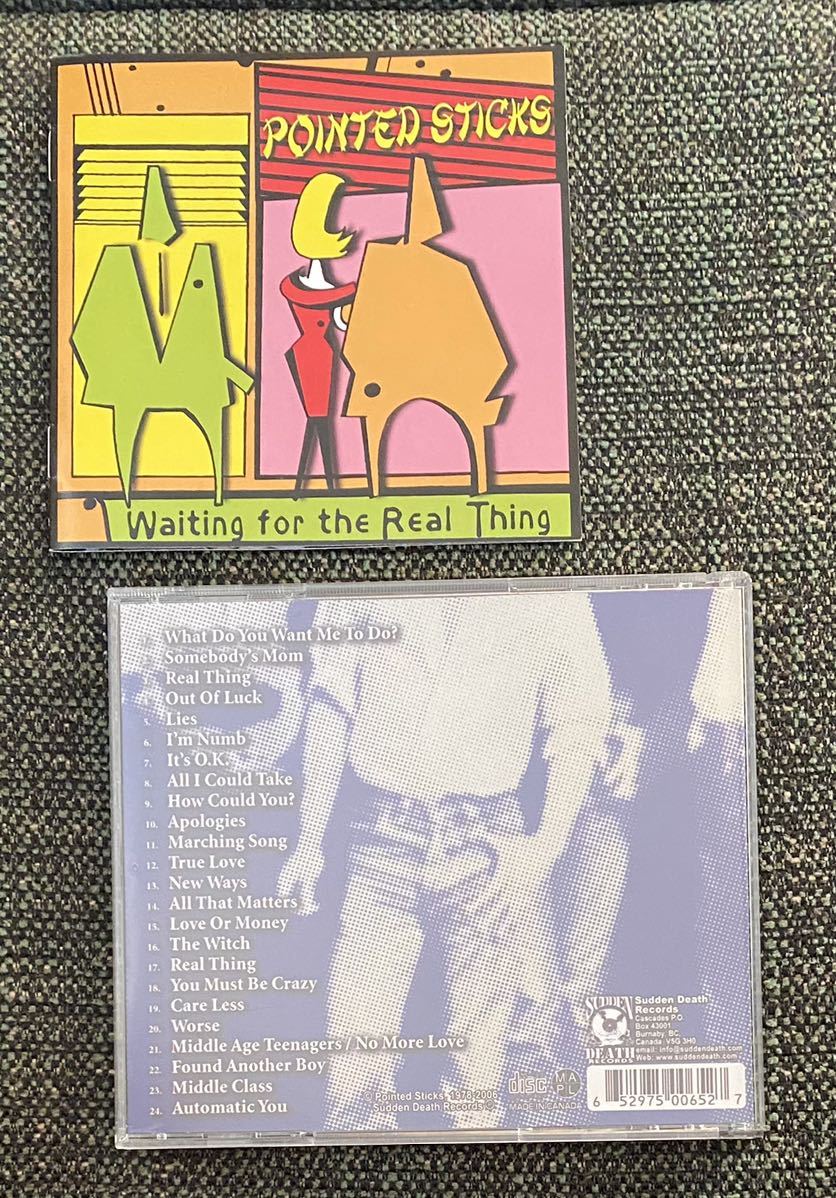 POINTED STICKS
Waiting for the Real Thing
What Do You Want Me To Do?
Somebody's Mom
Real Thing
Out Of Luck
5. Lies
6. I'm Numb
7. It's O.K.
8. All I Could Take
9. How Could You?
10. Apologies
11. Marching Song
12. True Love
13. New Ways
14. All That Matters
15. Love Or Money
16. The Witch
17. Real Thing
18. You Must Be Crazy
19. Care Less
20. Worse
21. Middle Age Teenagers / No More Love
22. Found Another Boy
23. Middle Class
24. Automatic You
© Pointed Sticks, 1978-2006
Sudden Death Records ©
disc
MAPL
MADE IN CANADA
SUDDEN
DEATH
RECORDS
Sudden Death
Records
Cascades P.O.
Box 43001
Burnaby, BC,
Canada V5G 3H0
email: info@suddendeath.com
Web: www.suddendeath.com
6 52975 00652 7